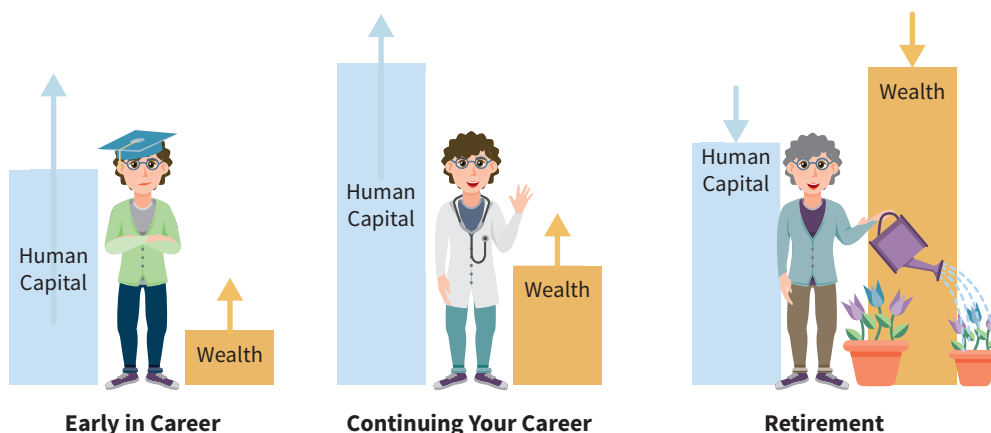 Human
Capital
Wealth
Early in Career
Human
Capital
Wealth
Continuing Your Career
Human
Capital
Wealth
Retirement